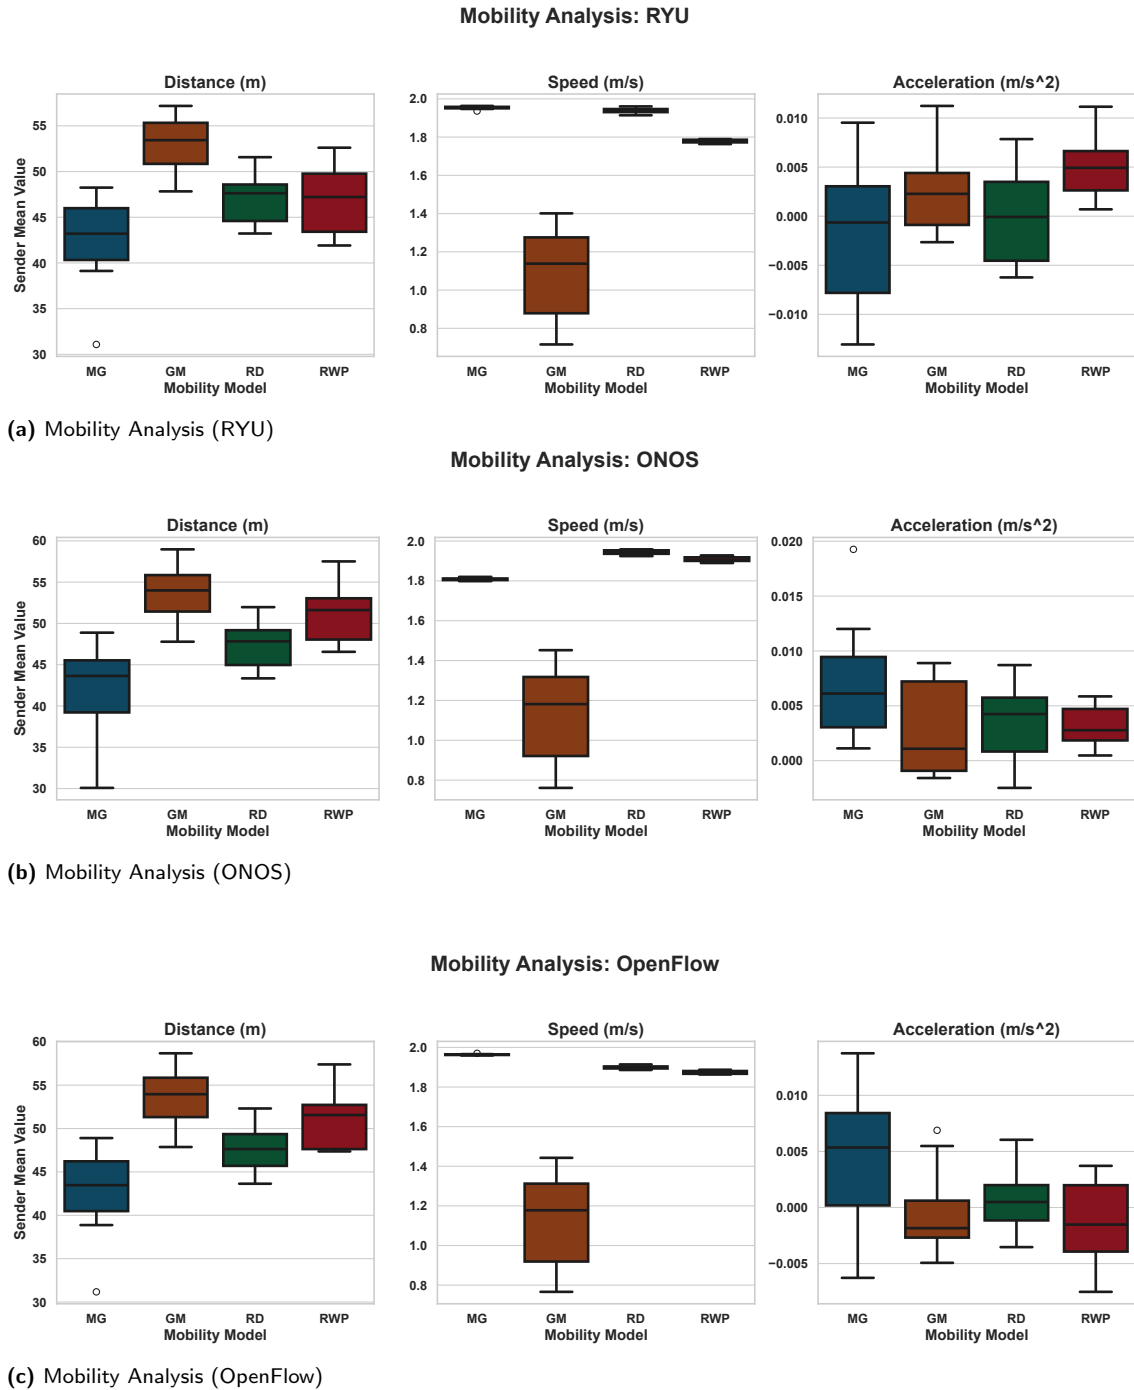 Mobility Analysis: RYU
Distance (m)
Speed (m/s)
Acceleration (m/s^2)
Sender Mean Value
55
50
45
40
35
30
2.0
1.8
1.6
1.4
1.2
1.0
0.8
0.010
0.005
0.000
−0.005
−0.010
MG GM RD RWP
Mobility Model
MG GM RD RWP
Mobility Model
MG GM RD RWP
Mobility Model
(a) Mobility Analysis (RYU)
Mobility Analysis: ONOS
Distance (m)
Speed (m/s)
Acceleration (m/s^2)
Sender Mean Value
60
55
50
45
40
35
30
2.0
1.8
1.6
1.4
1.2
1.0
0.8
0.020
0.015
0.010
0.005
0.000
MG GM RD RWP
Mobility Model
MG GM RD RWP
Mobility Model
MG GM RD RWP
Mobility Model
(b) Mobility Analysis (ONOS)
Mobility Analysis: OpenFlow
Distance (m)
Speed (m/s)
Acceleration (m/s^2)
Sender Mean Value
60
55
50
45
40
35
30
2.0
1.8
1.6
1.4
1.2
1.0
0.8
0.010
0.005
0.000
−0.005
MG GM RD RWP
Mobility Model
MG GM RD RWP
Mobility Model
MG GM RD RWP
Mobility Model
(c) Mobility Analysis (OpenFlow)